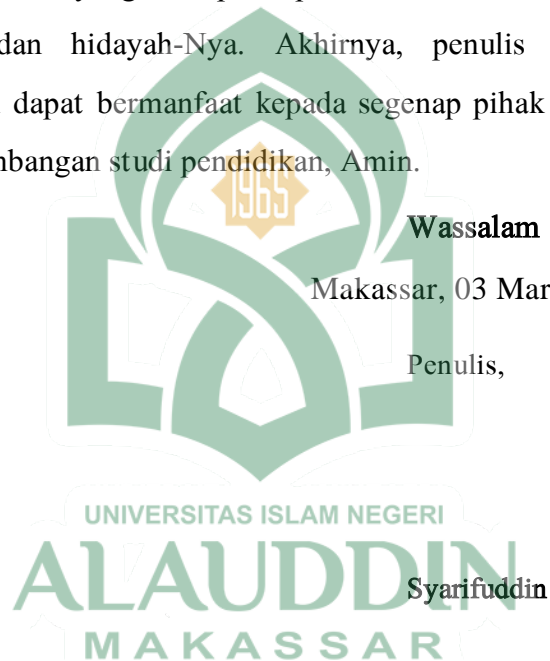 dan hidayah-Nya. Akhirnya, penulis
dapat bermanfaat kepada segenap pihak
studi pendidikan, Amin.
1965
Wassalam
Makassar, 03 Mar
Penulis,
UNIVERSITAS ISLAM NEGERI
ALAUDDIN
Syarifuddin
MAKASSAR